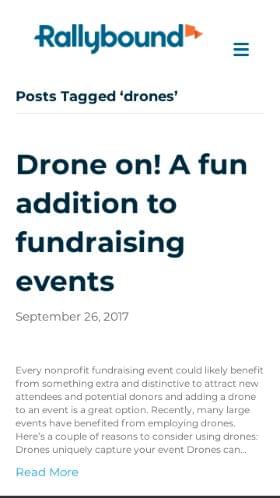 Rallybound
Posts Tagged ‘drones’
Drone on! A fun
addition to
fundraising
events
September 26, 2017
Every nonprofit fundraising event could likely benefit
from something extra and distinctive to attract new
attendees and potential donors and adding a drone
to an event is a great option. Recently, many large
events have benefited from employing drones.
Here’s a couple of reasons to consider using drones:
Drones uniquely capture your event Drones can...
Read More